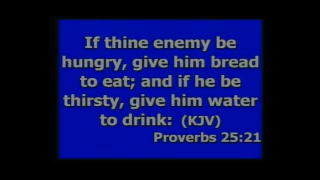 If thine enemy be
hungry, give him bread
to eat; and if he be
thirsty, give him water
to drink: (KJV)
Proverbs 25:21